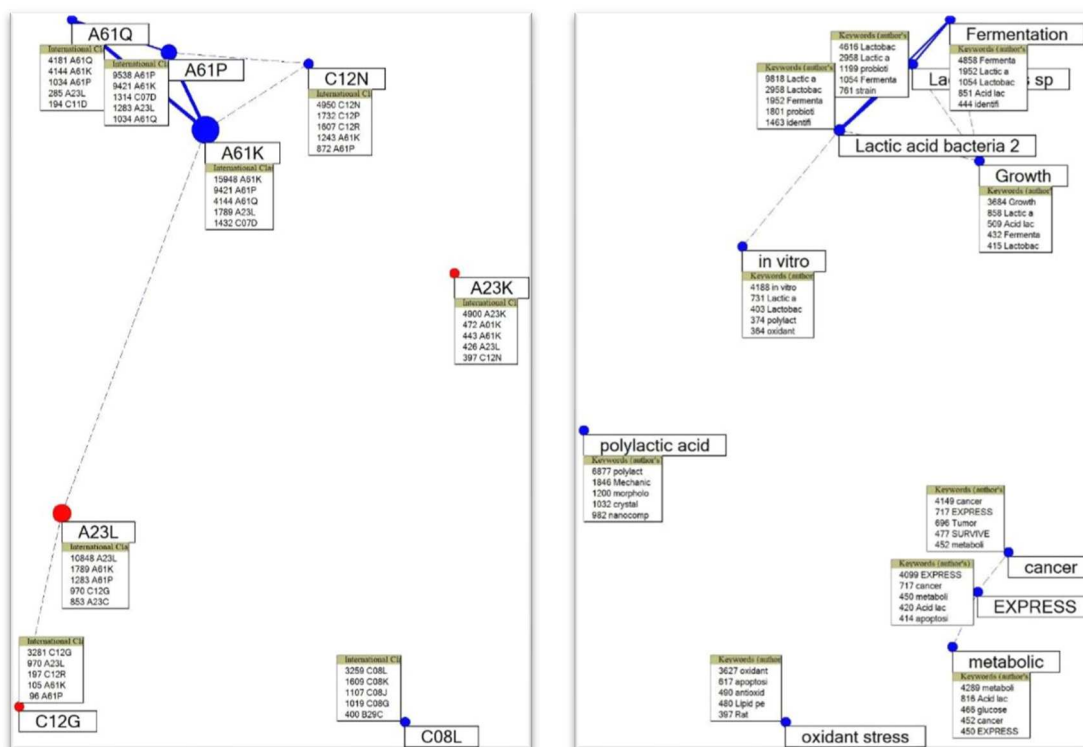 A61Q
International Cl
4181 A61Q
4144 A61K
1034 A61P
285 A23L
194 C11D
A61P
International Cl
9538 A61P
9421 A61K
1314 C07D
1283 A23L
1034 A61Q
C12N
International Cla
4950 C12N
1732 C12P
1607 C12R
1243 A61K
872 A61P
A61K
International Cla
15948 A61K
9421 A61P
4144 A61Q
1789 A23L
1432 C07D
A23K
International Cl
4900 A23K
472 A01K
443 A61K
426 A23L
397 C12N
A23L
International Cla
10848 A23L
1789 A61K
1283 A61P
970 C12G
853 A23C
International Cl
3281 C12G
970 A23L
197 C12R
105 A61K
96 A61P
C12G
International Cl
3259 C08L
1609 C08K
1107 C08J
1019 C08G
400 B29C
C08L
Fermentation
Keywords (author's
4858 Fermenta
1952 Lactic a
1054 Lactobac
851 Acid lac
444 identifi
Keywords (author's
4616 Lactobac
2958 Lactic a
1199 probioti
1054 Fermenta
761 strain
La s sp
Keywords (author's
9818 Lactic a
2958 Lactobac
1952 Fermenta
1801 probioti
1463 identifi
Lactic acid bacteria 2
Growth
Keywords (author's
3684 Growth
858 Lactic a
509 Acid lac
432 Fermenta
415 Lactobac
in vitro
Keywords (author's
4188 in vitro
731 Lactic a
403 Lactobac
374 polylact
364 oxidant
polylactic acid
Keywords (author's
6877 polylact
1846 Mechanic
1200 morpholo
1032 crystal
982 nanocomp
Keywords (author's
4149 cancer
717 EXPRESS
696 Tumor
477 SURVIVE
452 metaboli
cancer
Keywords (author's)
4099 EXPRESS
717 cancer
450 metaboli
420 Acid lac
414 apoptosi
EXPRESS
metabolic
Keywords (author's
4289 metaboli
816 Acid lac
466 glucose
452 cancer
450 EXPRESS
Keywords (author
3627 oxidant
617 apoptosi
490 antioxid
480 Lipid pe
397 Rat
oxidant stress